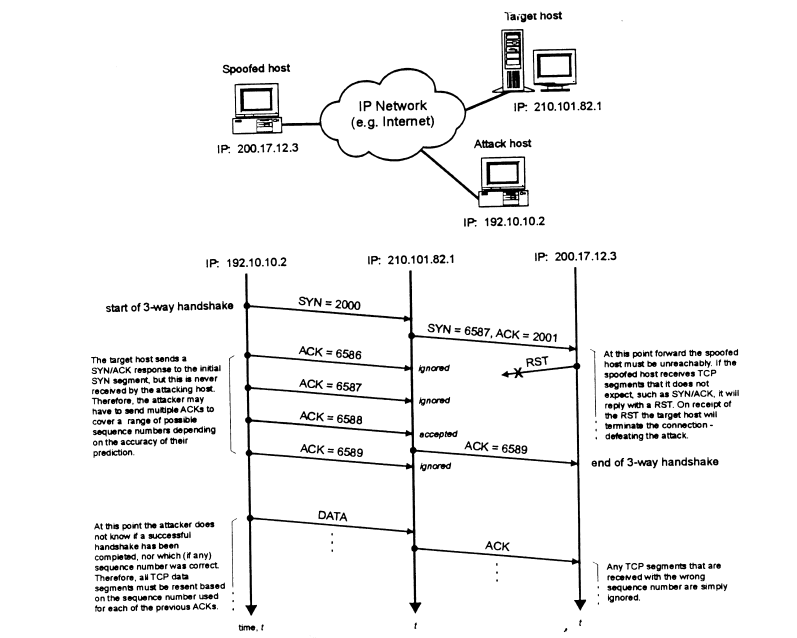 Target host
Spoofed host
IP Network
(e.g. Internet)
IP: 210.101.82.1
IP: 200.17.12.3
Attack host
IP: 192.10.10.2
IP: 192.10.10.2
IP: 210.101.82.1
IP: 200.17.12.3
start of 3-way handshake
SYN = 2000
SYN = 6587, ACK = 2001
The target host sends a
SYN/ACK response to the initial
SYN segment, but this is never
received by the attacking host.
Therefore, the attacker may
have to send multiple ACKs to
cover a range of possible
sequence numbers depending
on the accuracy of their
prediction.
ACK = 6586
ignored
ACK = 6587
ignored
ACK = 6588
accepted
ACK = 6589
ignored
RST
X
At this point forward the spoofed
host must be unreachably. If the
spoofed host receives TCP
segments that it does not
expect, such as SYN/ACK, it will
reply with a RST. On receipt of
the RST the target host will
terminate the connection -
defeating the attack.
ACK = 6589
end of 3-way handshake
At this point the attacker does
not know if a successful
handshake has been
completed, nor which (if any)
sequence number was correct.
Therefore, all TCP data
segments must be resent based
on the sequence number used
for each of the previous ACKs.
DATA
ACK
Any TCP segments that are
received with the wrong
sequence number are simply
ignored.
time, t
t
t